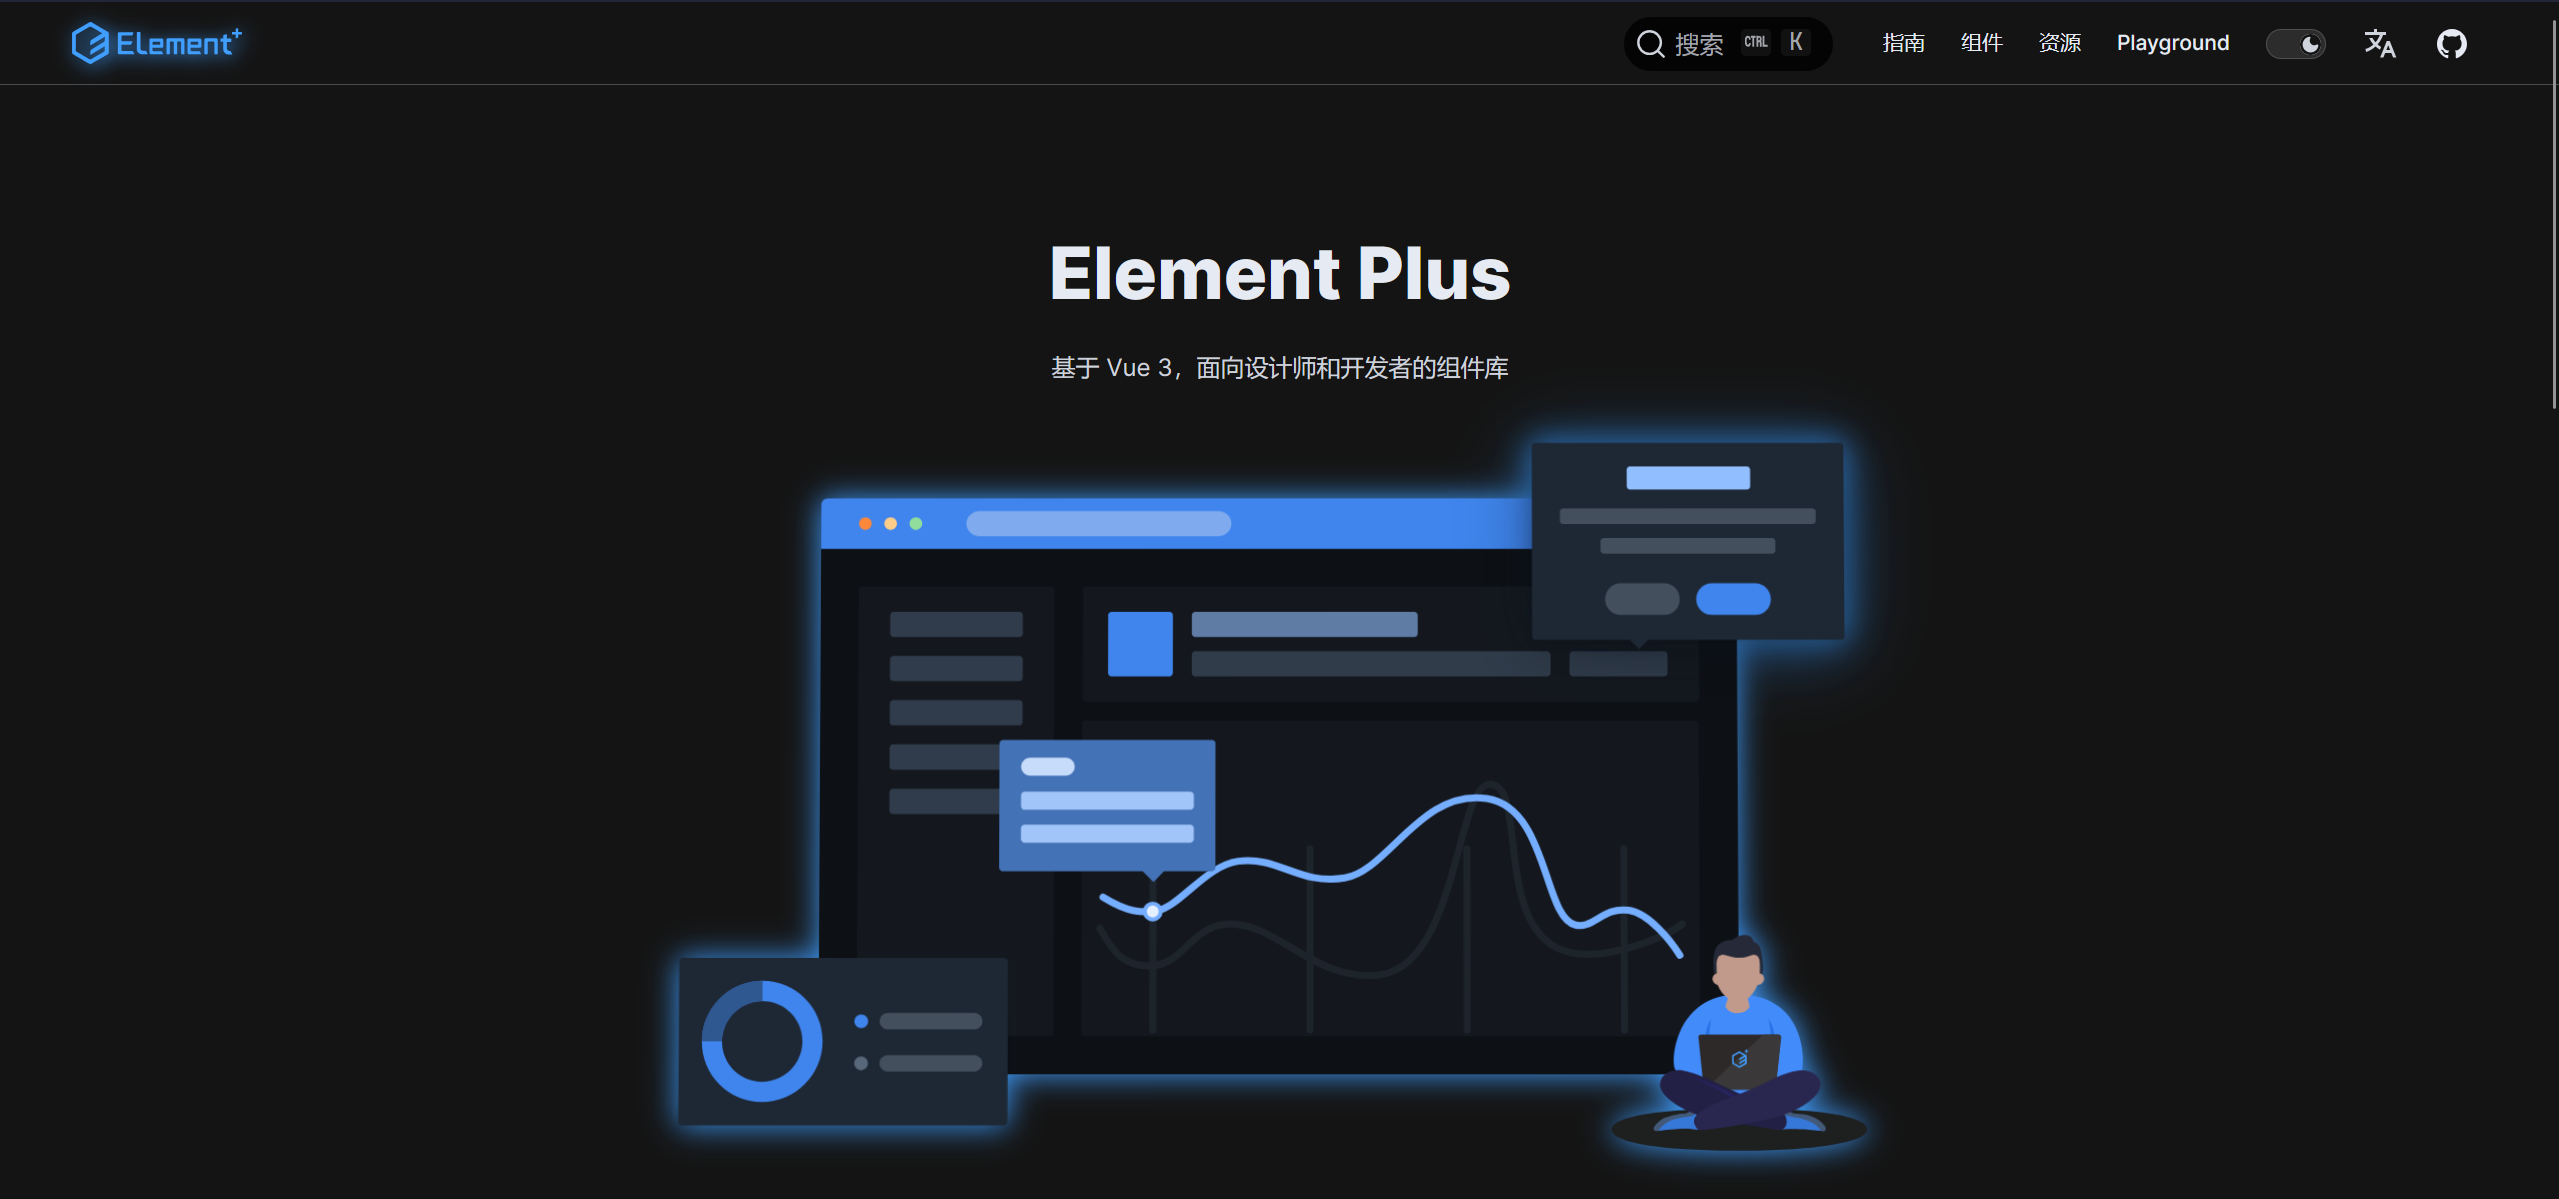 Element+
搜索 CTRL K 指南 组件 资源 Playground
Element Plus
基于 Vue 3，面向设计师和开发者的组件库